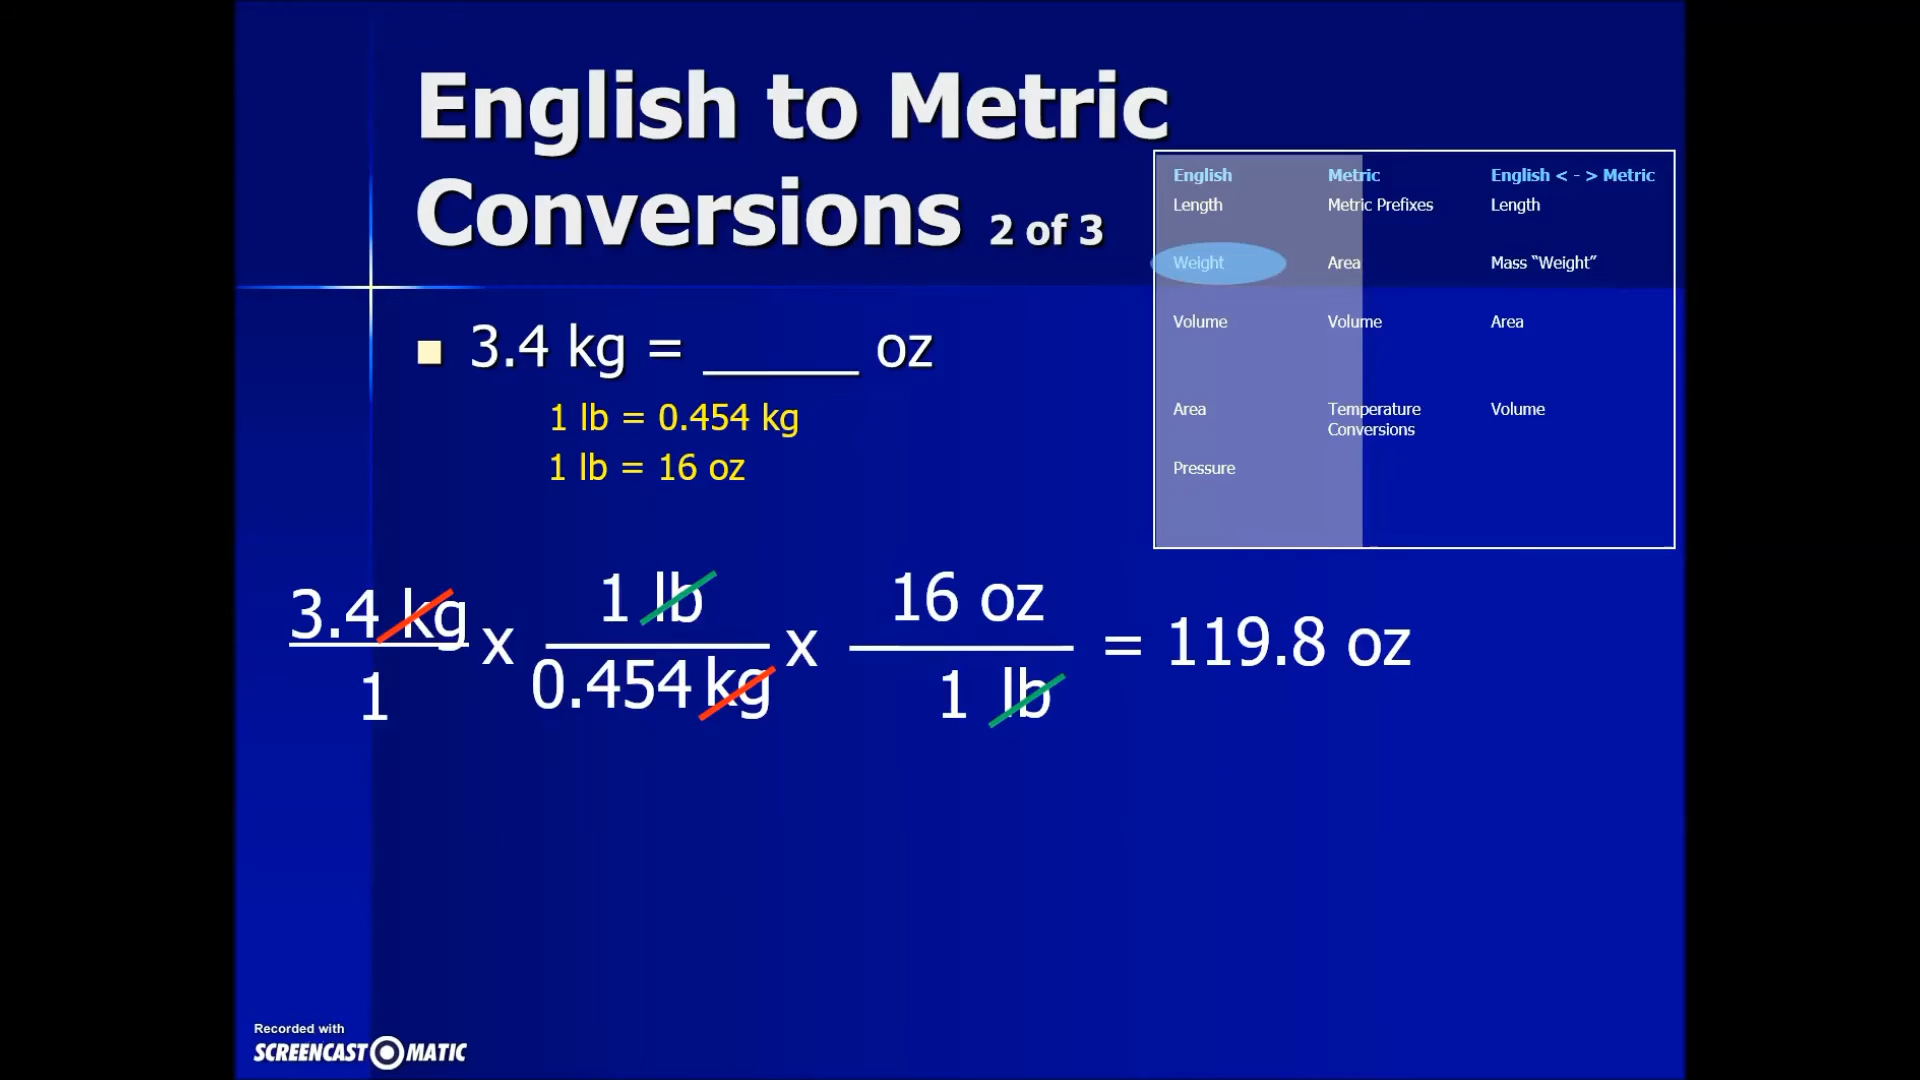 English to Metric
Conversions 2 of 3
English Metric English < - > Metric
Length Metric Prefixes Length
Weight Area Mass “Weight”
Volume Volume Area
Area Temperature Conversions Volume
Pressure
3.4 kg = _____ oz
1 lb = 0.454 kg
1 lb = 16 oz
3.4 kg x 1 lb x 16 oz = 119.8 oz
1 0.454 kg 1 lb
Recorded with
SCREENCAST MATIC